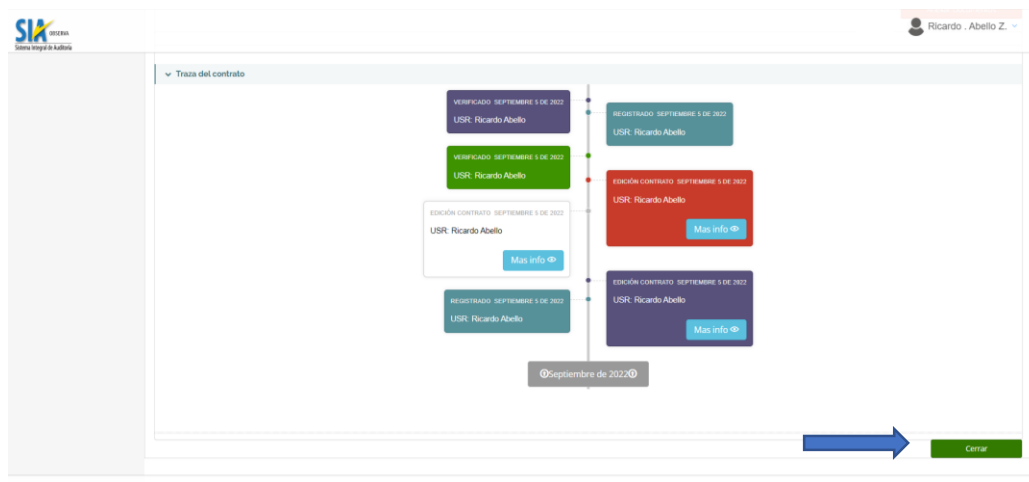 SIA OBSERVA
Sistema Integral de Auditoría
Ricardo . Abello Z.
Traza del contrato
VERIFICADO SEPTIEMBRE 5 DE 2022
USR: Ricardo Abello
REGISTRADO SEPTIEMBRE 5 DE 2022
USR: Ricardo Abello
VERIFICADO SEPTIEMBRE 5 DE 2022
USR: Ricardo Abello
EDICIÓN CONTRATO SEPTIEMBRE 5 DE 2022
USR: Ricardo Abello
Mas info
EDICIÓN CONTRATO SEPTIEMBRE 5 DE 2022
USR: Ricardo Abello
Mas info
EDICIÓN CONTRATO SEPTIEMBRE 5 DE 2022
USR: Ricardo Abello
Mas info
REGISTRADO SEPTIEMBRE 5 DE 2022
USR: Ricardo Abello
Septiembre de 2022
Cerrar